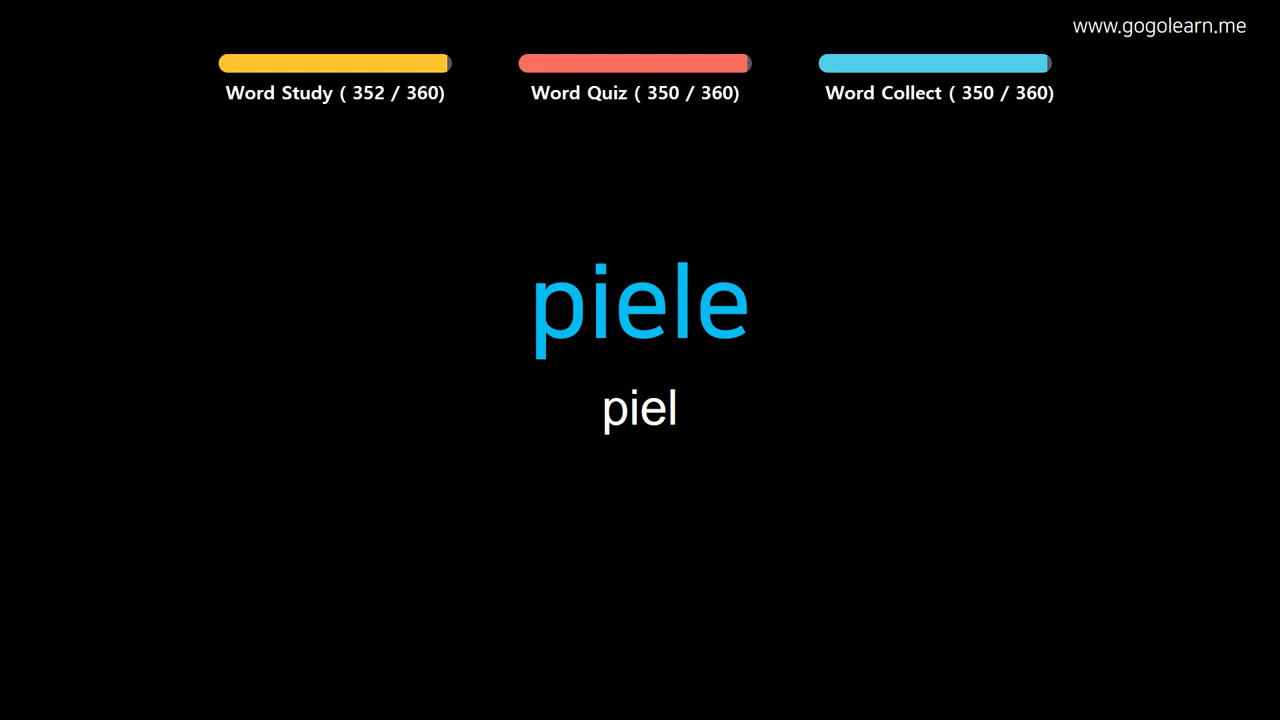 www.gogolearn.me
Word Study ( 352 / 360)
Word Quiz ( 350 / 360)
Word Collect ( 350 / 360)
piele
piel